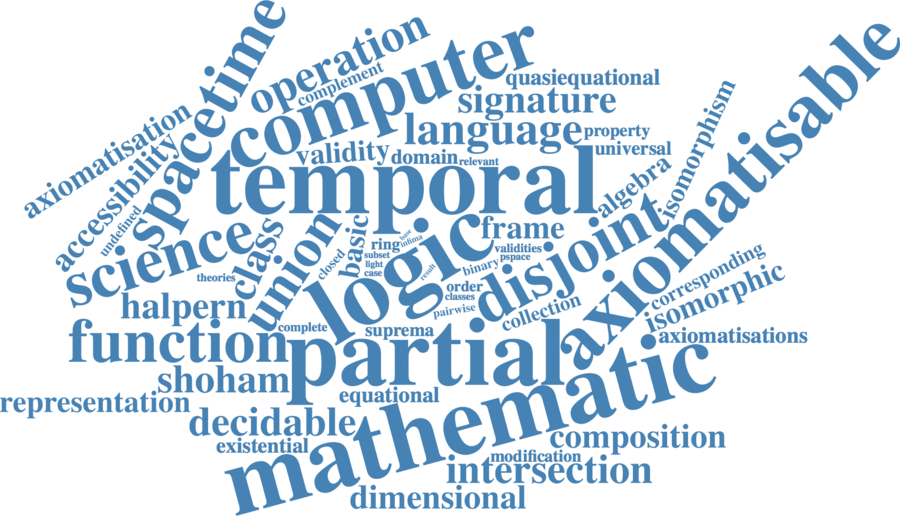 spacetime
operation
complement
computer
axiomatisable
quasiequational
signature
axiomatisation
accessibility
undefined
language
property
universal
isomorphism
validity
domain
relevant
temporal
algebra
science
class
union
closed
basic
ring
base
infima
subset
light
case
result
logic
frame
validities
pspace
binary
disjoint
theories
order
classes
pairwise
collection
corresponding
isomorphic
halpern
complete
suprema
function
partial
axiomatisations
shoham
equational
mathematic
representation
decidable
existential
composition
modification
intersection
dimensional